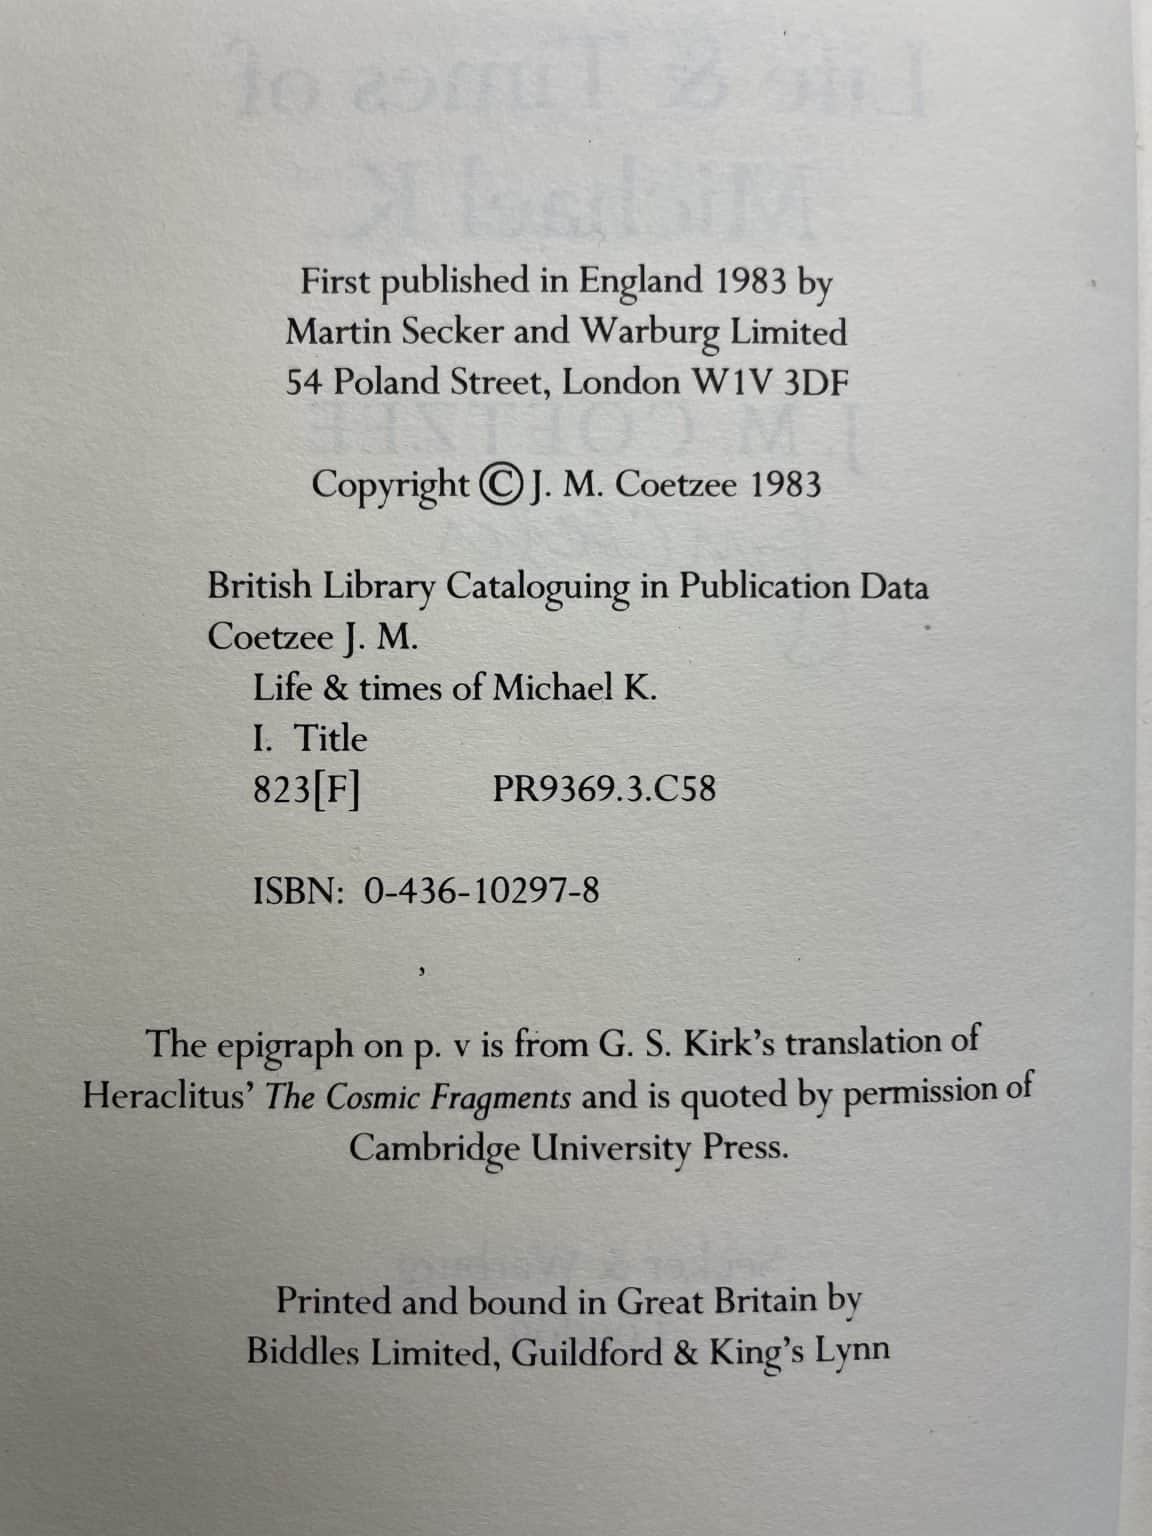 First published in England 1983 by
Martin Secker and Warburg Limited
54 Poland Street, London W1V 3DF
Copyright © J. M. Coetzee 1983
British Library Cataloguing in Publication Data
Coetzee J. M.
Life & times of Michael K.
I. Title
823[F] PR9369.3.C58
ISBN: 0-436-10297-8
The epigraph on p. v is from G. S. Kirk's translation of
Heraclitus' The Cosmic Fragments and is quoted by permission of
Cambridge University Press.
Printed and bound in Great Britain by
Biddles Limited, Guildford & King's Lynn